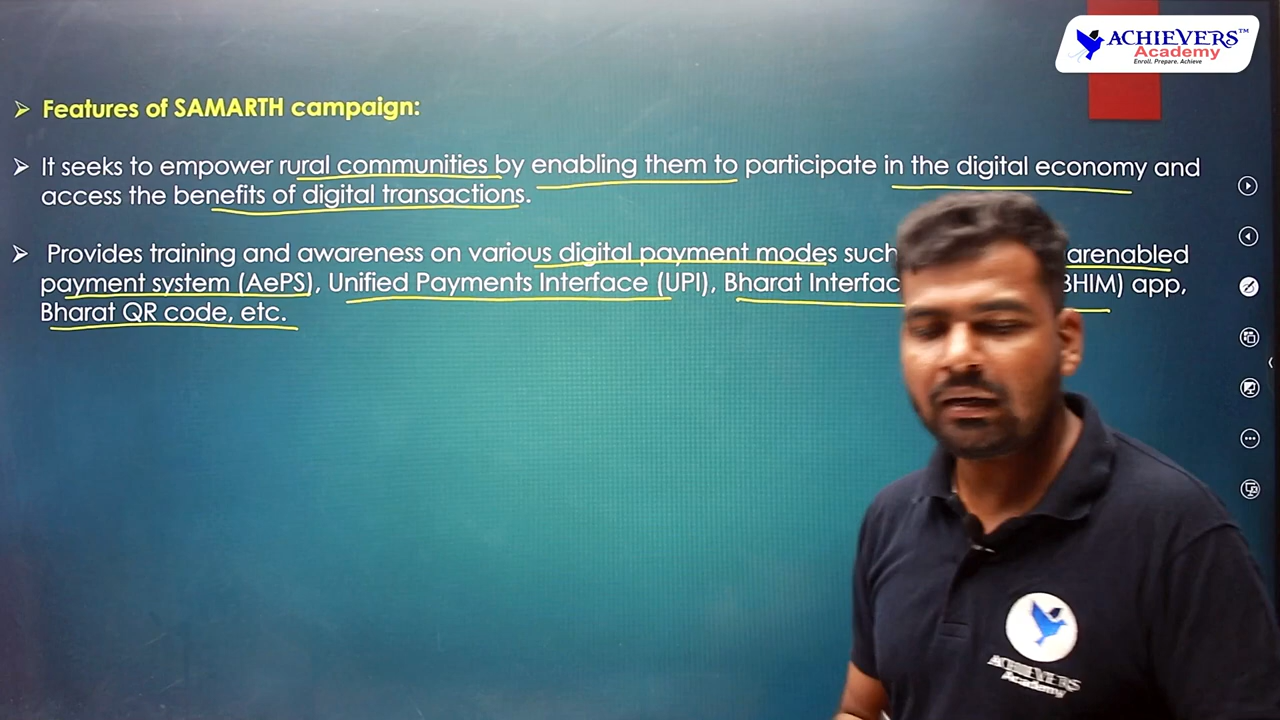 ACHIEVERS™
Academy
Enroll. Prepare. Achieve
Features of SAMARTH campaign:
It seeks to empower rural communities by enabling them to participate in the digital economy and
access the benefits of digital transactions.
Provides training and awareness on various digital payment modes such arenabled
payment system (AePS), Unified Payments Interface (UPI), Bharat Interfac BHIM) app,
Bharat QR code, etc.
ACHIEVERS
Academy